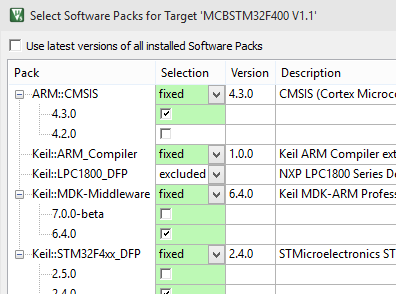 Select Software Packs for Target 'MCBSTM32F400 V1.1'
Use latest versions of all installed Software Packs
Pack Selection Version Description
ARM::CMSIS fixed 4.3.0 CMSIS (Cortex Microco
4.3.0
4.2.0
Keil::ARM_Compiler fixed 1.0.0 Keil ARM Compiler ext
Keil::LPC1800_DFP excluded NXP LPC1800 Series De
Keil::MDK-Middleware fixed 6.4.0 Keil MDK-ARM Profess
7.0.0-beta
6.4.0
Keil::STM32F4xx_DFP fixed 2.4.0 STMicroelectronics ST
2.5.0
2.4.0